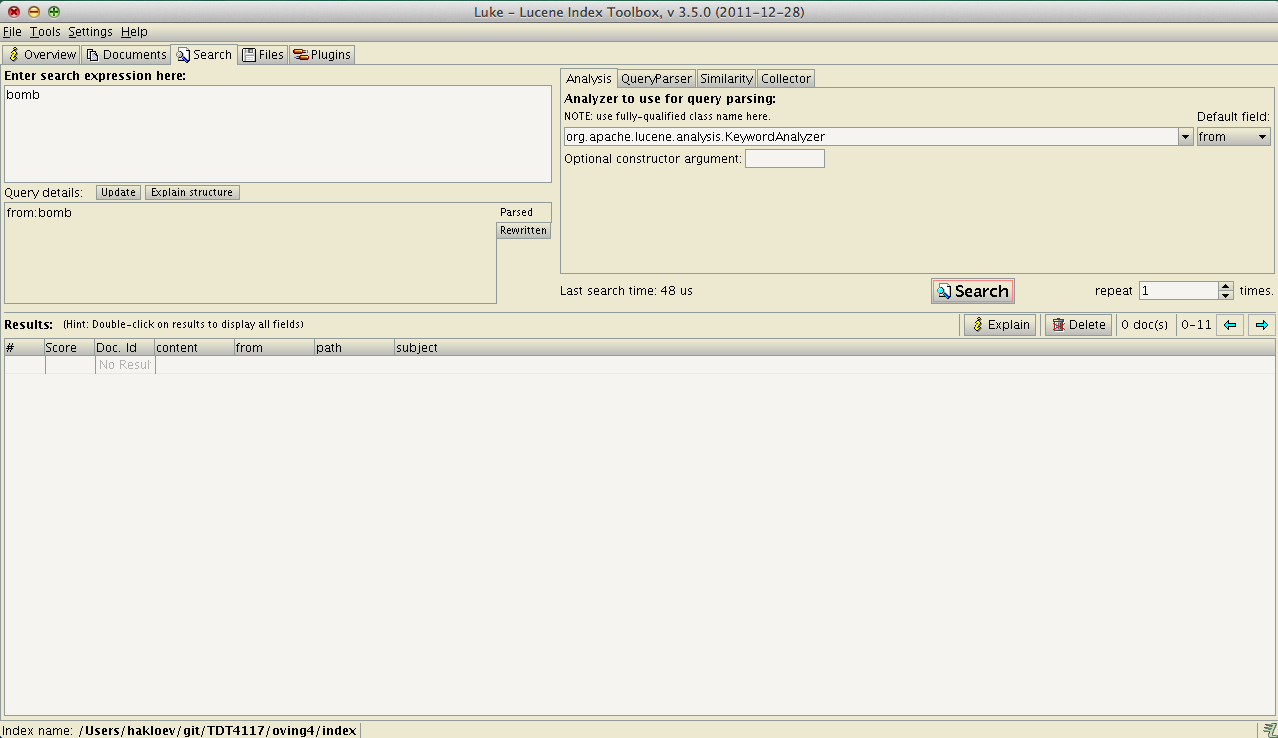 Luke - Lucene Index Toolbox, v 3.5.0 (2011-12-28)
File Tools Settings Help
Overview Documents Search Files Plugins
Enter search expression here:
bomb
Query details: Update Explain structure
from:bomb
Parsed
Rewritten
Analysis QueryParser Similarity Collector
Analyzer to use for query parsing:
NOTE: use fully-qualified class name here.
Default field:
org.apache.lucene.analysis.KeywordAnalyzer from
Optional constructor argument:
Last search time: 48 us Search repeat 1 times.
Results: (Hint: Double-click on results to display all fields) Explain Delete 0 doc(s) 0-11
# Score Doc. Id content from path subject
No Resul
Index name: /Users/hakloev/git/TDT4117/oving4/index